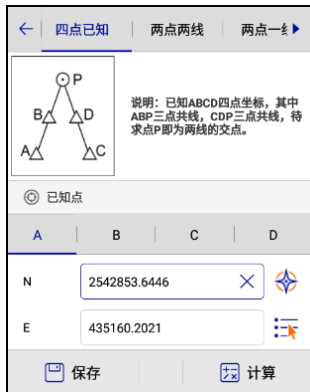 四点已知 两点两线 两点一线
P
B D
A C
说明：已知ABCD四点坐标，其中
ABP三点共线，CDP三点共线，待
求点P即为两线的交点。
已知点
A B C D
N 2542853.6446
E 435160.2021
保存 计算